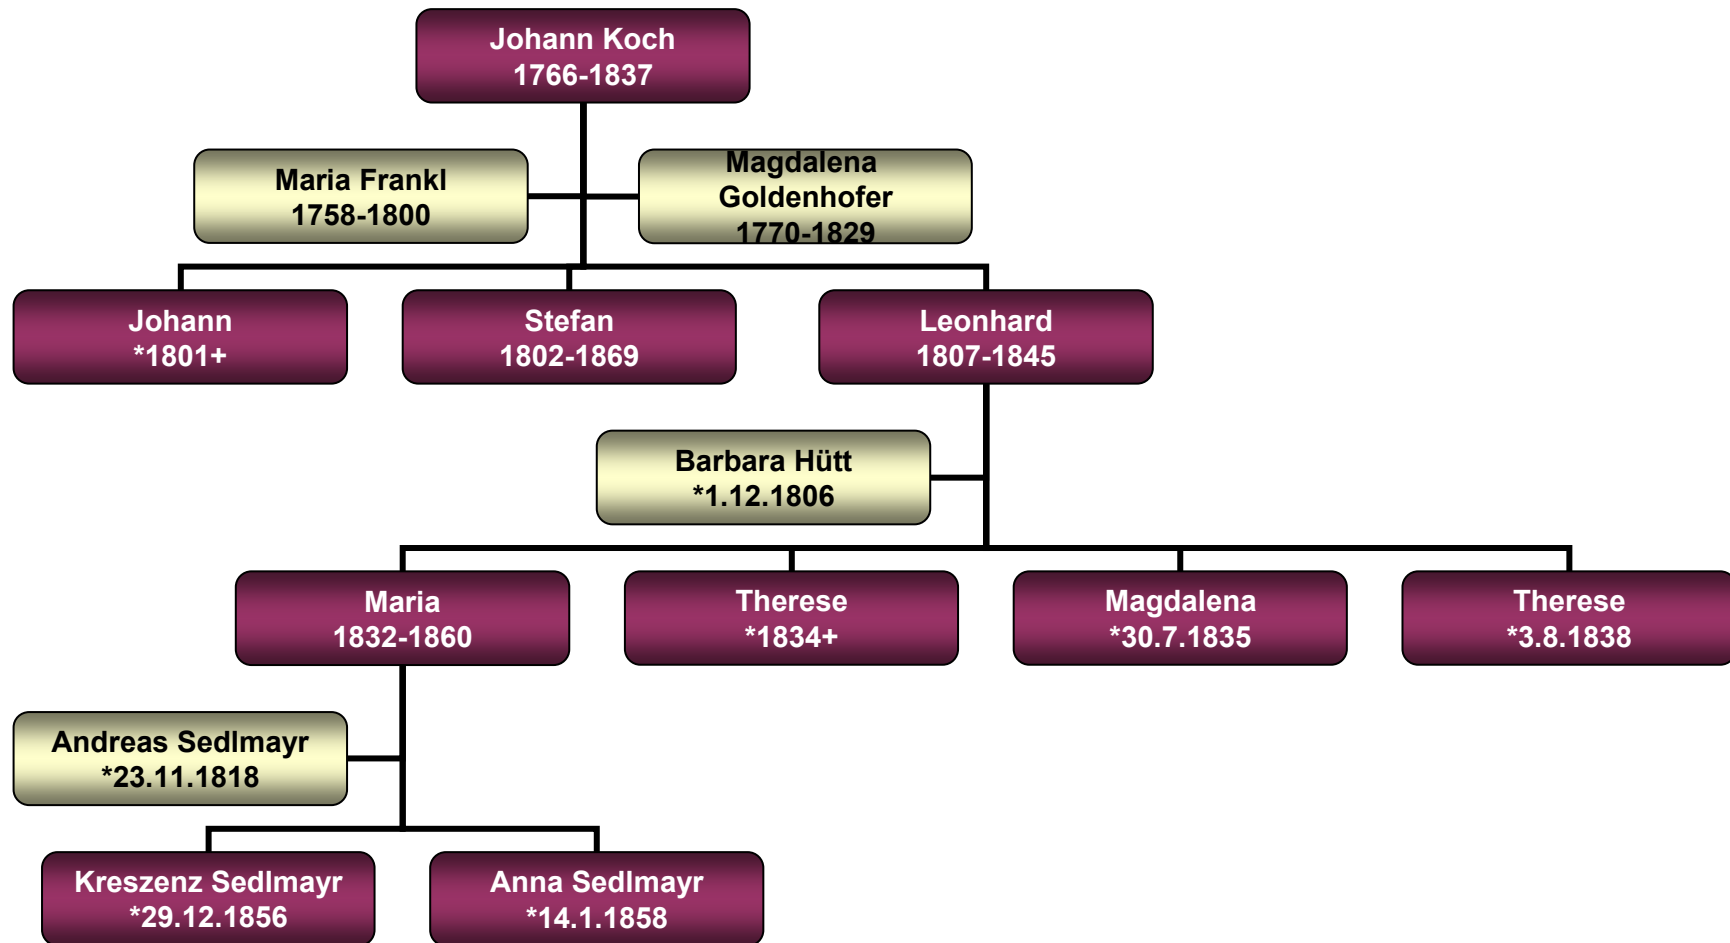 Johann Koch
1766-1837
Maria Frankl
1758-1800
Magdalena
Goldenhofer
1770-1829
Johann
*1801+
Stefan
1802-1869
Leonhard
1807-1845
Barbara Hütt
*1.12.1806
Maria
1832-1860
Therese
*1834+
Magdalena
*30.7.1835
Therese
*3.8.1838
Andreas Sedlmayr
*23.11.1818
Kreszenz Sedlmayr
*29.12.1856
Anna Sedlmayr
*14.1.1858